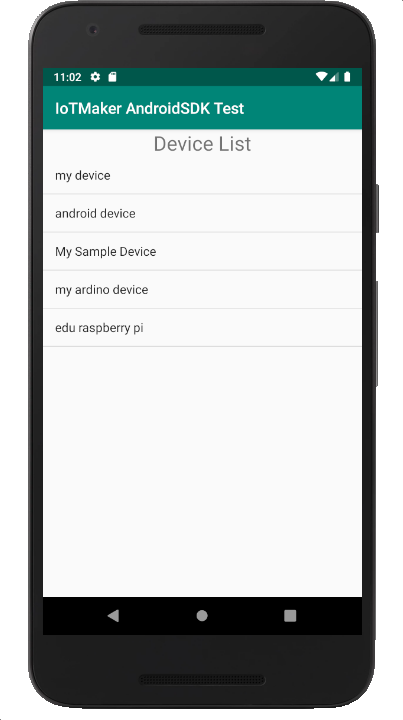 11:02
IoTMaker AndroidSDK Test
Device List
my device
android device
My Sample Device
my ardino device
edu raspberry pi